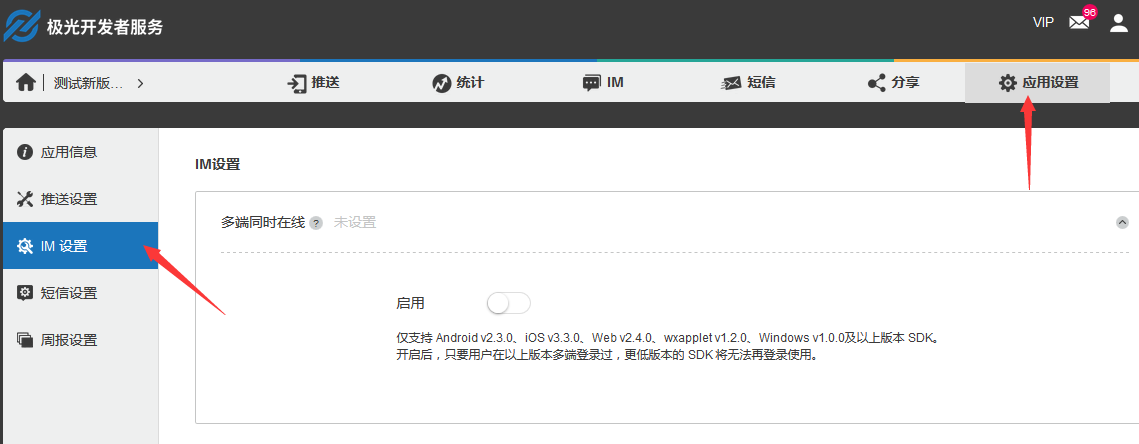 极光开发者服务
VIP
96
测试新版...
推送
统计
IM
短信
分享
应用设置
应用信息
推送设置
IM 设置
短信设置
周报设置
IM设置
多端同时在线 ? 未设置
启用
仅支持 Android v2.3.0、iOS v3.3.0、Web v2.4.0、wxapplet v1.2.0、Windows v1.0.0及以上版本 SDK。
开启后，只要用户在以上版本多端登录过，更低版本的 SDK 将无法再登录使用。